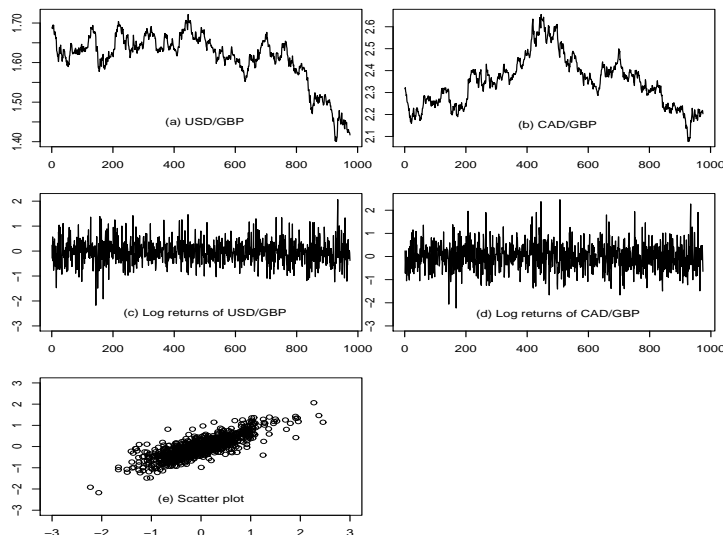 1.70
1.60
1.50
1.40
(a) USD/GBP
0 200 400 600 800 1000
2.6
2.5
2.4
2.3
2.2
2.1
(b) CAD/GBP
0 200 400 600 800 1000
2
1
0
−1
−2
−3
(c) Log returns of USD/GBP
0 200 400 600 800 1000
2
1
0
−1
−2
−3
(d) Log returns of CAD/GBP
0 200 400 600 800 1000
3
2
1
0
−1
−2
−3
(e) Scatter plot
−3 −2 −1 0 1 2 3